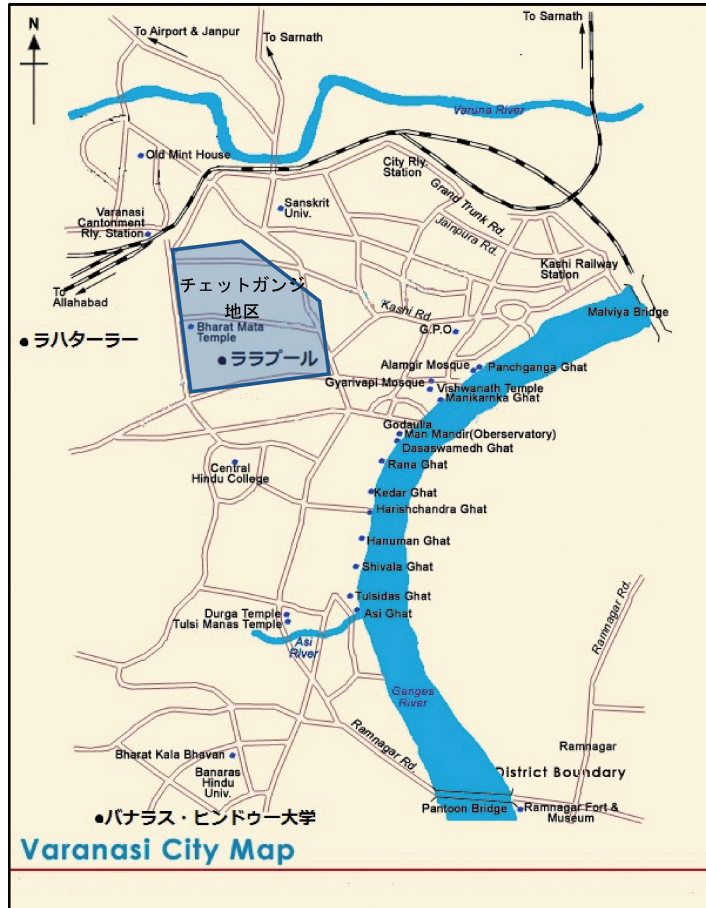 N
To Airport & Janpur
To Sarnath
To Sarnath
Varuna River
Old Mint House
City Rly.
Station
Grand Trunk Rd.
Jainpura Rd.
Sanskrit
Univ.
Varanasi
Cantonment
Rly. Station
Kashi Railway
Station
To
Allahabad
チェットガンジ
地区
Malviya Bridge
Kashi Rd.
G.P.O
Bharat Mata
Temple
ラハターラー
ララプール
Alamgir Mosque
Panchganga Ghat
Gyarivapi Mosque
Vishwanath Temple
Manikarnka Ghat
Godaulia
Man Mandir(Oberservatory)
Dasaswamedh Ghat
Rana Ghat
Central
Hindu College
Kedar Ghat
Harishchandra Ghat
Hanuman Ghat
Shivala Ghat
Tulsidas Ghat
Asi Ghat
Durga Temple
Tulsi Manas Temple
Asi
River
Ramnagar Rd.
Ganges
River
Ramnagar Rd.
Ramnagar
Bharat Kala Bhavan
Banaras
Hindu
Univ.
District Boundary
Pantoon Bridge
Ramnagar Fort &
Museum
バナラス・ヒンドゥー大学
Varanasi City Map